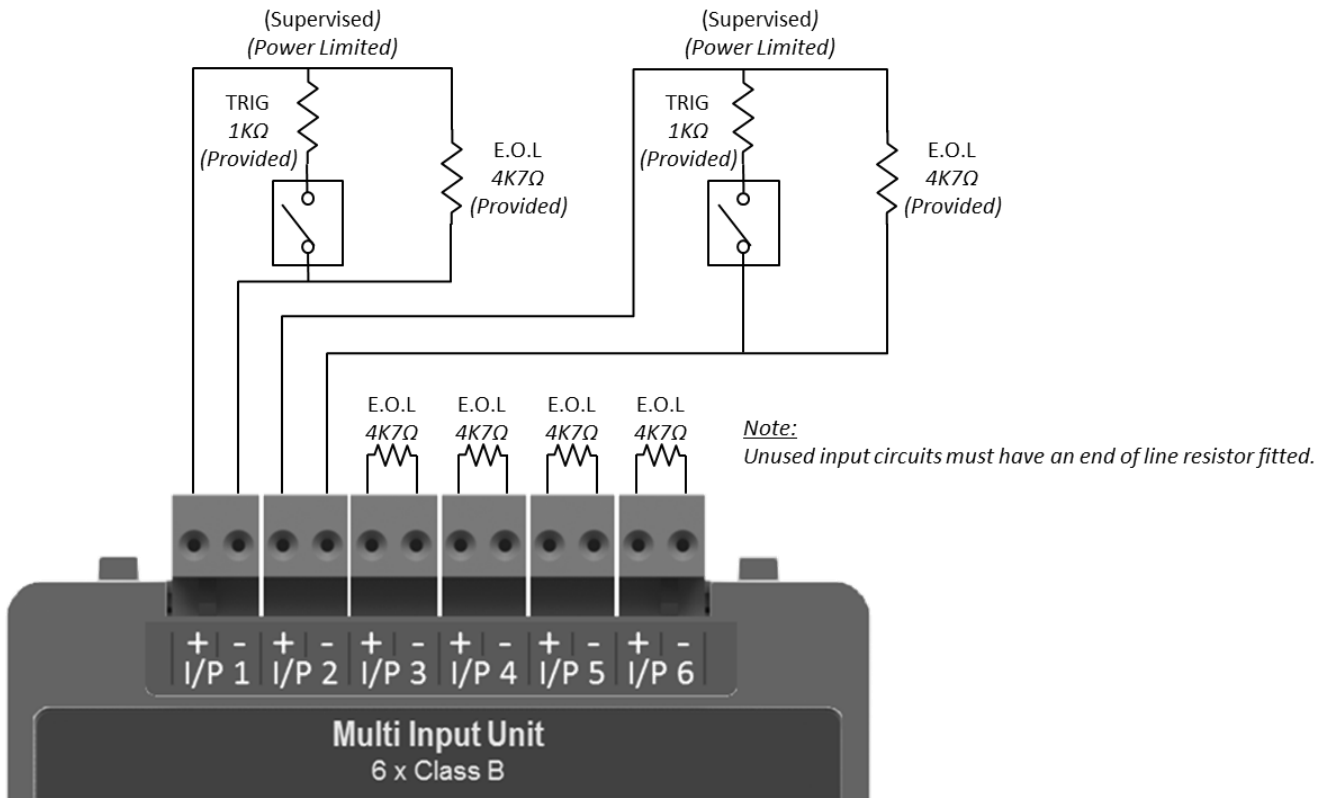 (Supervised)
(Power Limited)
TRIG
1KΩ
(Provided)
E.O.L
4K7Ω
(Provided)
(Supervised)
(Power Limited)
TRIG
1KΩ
(Provided)
E.O.L
4K7Ω
(Provided)
E.O.L
4K7Ω
E.O.L
4K7Ω
E.O.L
4K7Ω
E.O.L
4K7Ω
Note:
Unused input circuits must have an end of line resistor fitted.
+ - + - + - + - + - + -
I/P 1 I/P 2 I/P 3 I/P 4 I/P 5 I/P 6
Multi Input Unit
6 x Class B